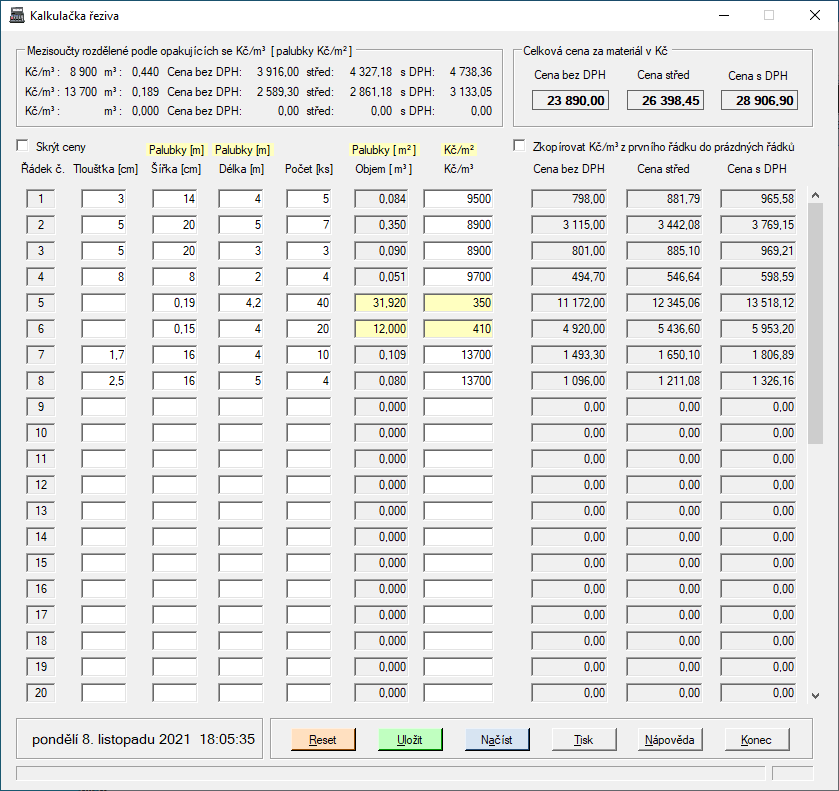 Kalkulačka řeziva
Mezisoučty rozdělené podle opakujících se Kč/m³ [ palubky Kč/m² ]
Kč/m³ : 8 900 m³ : 0,440 Cena bez DPH: 3 916,00 střed: 4 327,18 s DPH: 4 738,36
Kč/m³ : 13 700 m³ : 0,189 Cena bez DPH: 2 589,30 střed: 2 861,18 s DPH: 3 133,05
Kč/m³ : m³ : 0,000 Cena bez DPH: 0,00 střed: 0,00 s DPH: 0,00
Celková cena za materiál v Kč
Cena bez DPH Cena střed Cena s DPH
23 890,00 26 398,45 28 906,90
Skrýt ceny Palubky [m] Palubky [m] Palubky [ m² ] Kč/m² Zkopírovat Kč/m³ z prvního řádku do prázdných řádků
Řádek č. Tloušťka [cm] Šířka [cm] Délka [m] Počet [ks] Objem [ m³ ] Kč/m³ Cena bez DPH Cena střed Cena s DPH
1 3 14 4 5 0,084 9500 798,00 881,79 965,58
2 5 20 5 7 0,350 8900 3 115,00 3 442,08 3 769,15
3 5 20 3 3 0,090 8900 801,00 885,10 969,21
4 8 8 2 4 0,051 9700 494,70 546,64 598,59
5 0,19 4,2 40 31,920 350 11 172,00 12 345,06 13 518,12
6 0,15 4 20 12,000 410 4 920,00 5 436,60 5 953,20
7 1,7 16 4 10 0,109 13700 1 493,30 1 650,10 1 806,89
8 2,5 16 5 4 0,080 13700 1 096,00 1 211,08 1 326,16
9 0,000 0,00 0,00 0,00
10 0,000 0,00 0,00 0,00
11 0,000 0,00 0,00 0,00
12 0,000 0,00 0,00 0,00
13 0,000 0,00 0,00 0,00
14 0,000 0,00 0,00 0,00
15 0,000 0,00 0,00 0,00
16 0,000 0,00 0,00 0,00
17 0,000 0,00 0,00 0,00
18 0,000 0,00 0,00 0,00
19 0,000 0,00 0,00 0,00
20 0,000 0,00 0,00 0,00
pondělí 8. listopadu 2021 18:05:35 Reset Uložit Načíst Tisk Nápověda Konec